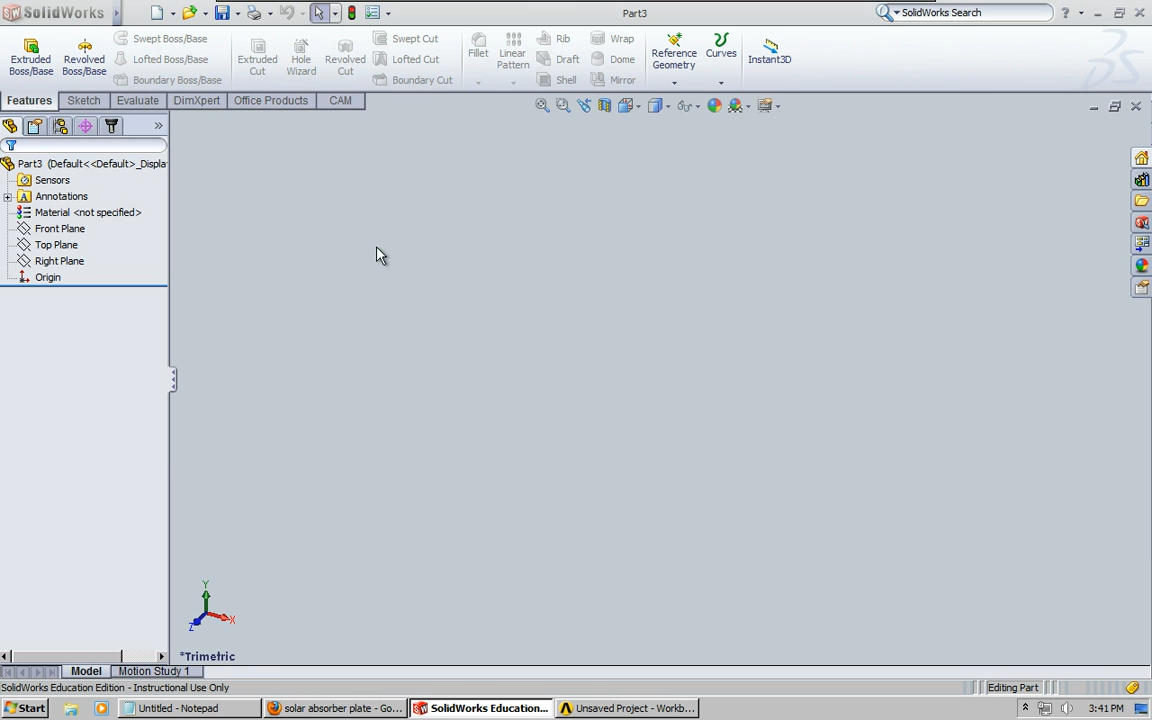 SolidWorks
Part3
SolidWorks Search
Extruded Boss/Base
Revolved Boss/Base
Swept Boss/Base
Lofted Boss/Base
Boundary Boss/Base
Extruded Cut
Hole Wizard
Revolved Cut
Swept Cut
Lofted Cut
Boundary Cut
Fillet
Linear Pattern
Rib
Draft
Shell
Wrap
Dome
Mirror
Reference Geometry
Curves
Instant3D
Features Sketch Evaluate DimXpert Office Products CAM
Part3 (Default<<Default>_Displa
Sensors
Annotations
Material <not specified>
Front Plane
Top Plane
Right Plane
Origin
Y
X
Z
*Trimetric
Model Motion Study 1
SolidWorks Education Edition - Instructional Use Only
Editing Part
Start
Untitled - Notepad
solar absorber plate - Go...
SolidWorks Education...
Unsaved Project - Workb...
3:41 PM